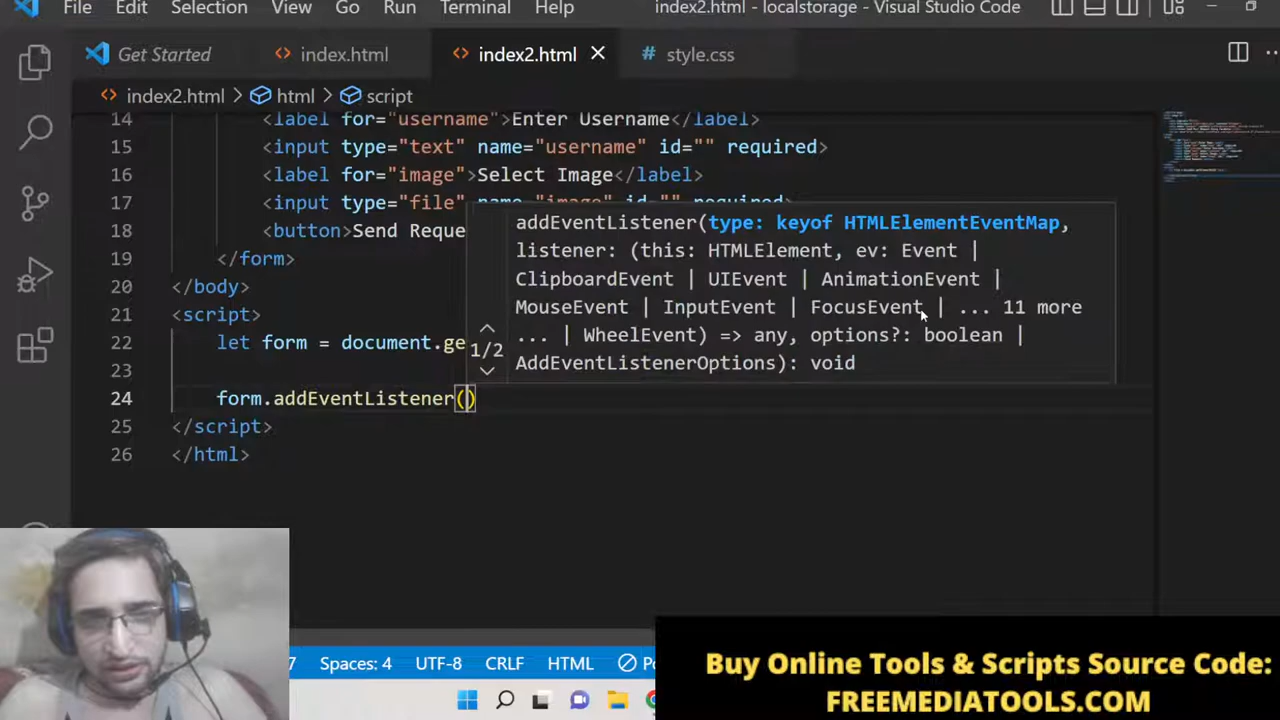 File Edit Selection View Go Run Terminal Help index2.html - localstorage - Visual Studio Code
Get Started index.html index2.html style.css
index2.html > html > script
14 <label for="username">Enter Username</label>
15 <input type="text" name="username" id="" required>
16 <label for="image">Select Image</label>
17 <input type="file" name="image" id="" required>
18 <button>Send Reque
19 </form>
20 </body>
21 <script>
22 let form = document.ge
23
24 form.addEventListener()
25 </script>
26 </html>
1/2
addEventListener(type: keyof HTMLElementEventMap,
listener: (this: HTMLElement, ev: Event |
ClipboardEvent | UIEvent | AnimationEvent |
MouseEvent | InputEvent | FocusEvent | ... 11 more
... | WheelEvent) => any, options?: boolean |
AddEventListenerOptions): void
7 Spaces: 4 UTF-8 CRLF HTML
Buy Online Tools & Scripts Source Code:
FREEMEDIATOOLS.COM